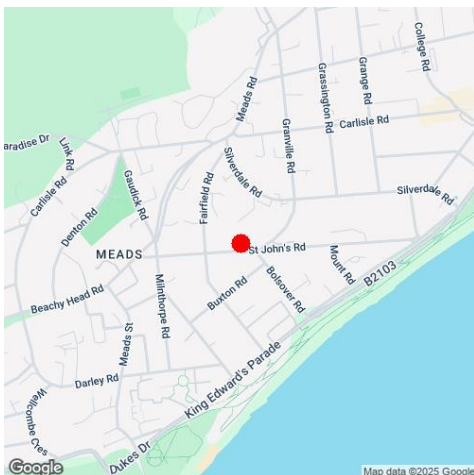 College Rd
Grange Rd
Grassington Rd
Meads Rd
Granville Rd
Carlisle Rd
Paradise Dr
Link Rd
Silverdale Rd
Carlisle Rd
Gaudick Rd
Fairfield Rd
Silverdale Rd
Denton Rd
St John's Rd
MEADS
Mount Rd
B2103
Beachy Head Rd
Milnthorpe Rd
Buxton Rd
Bolsover Rd
Meads St
King Edward's Parade
Darley Rd
Wellcombe Cres
Dukes Dr
Google
Map data ©2025 Google